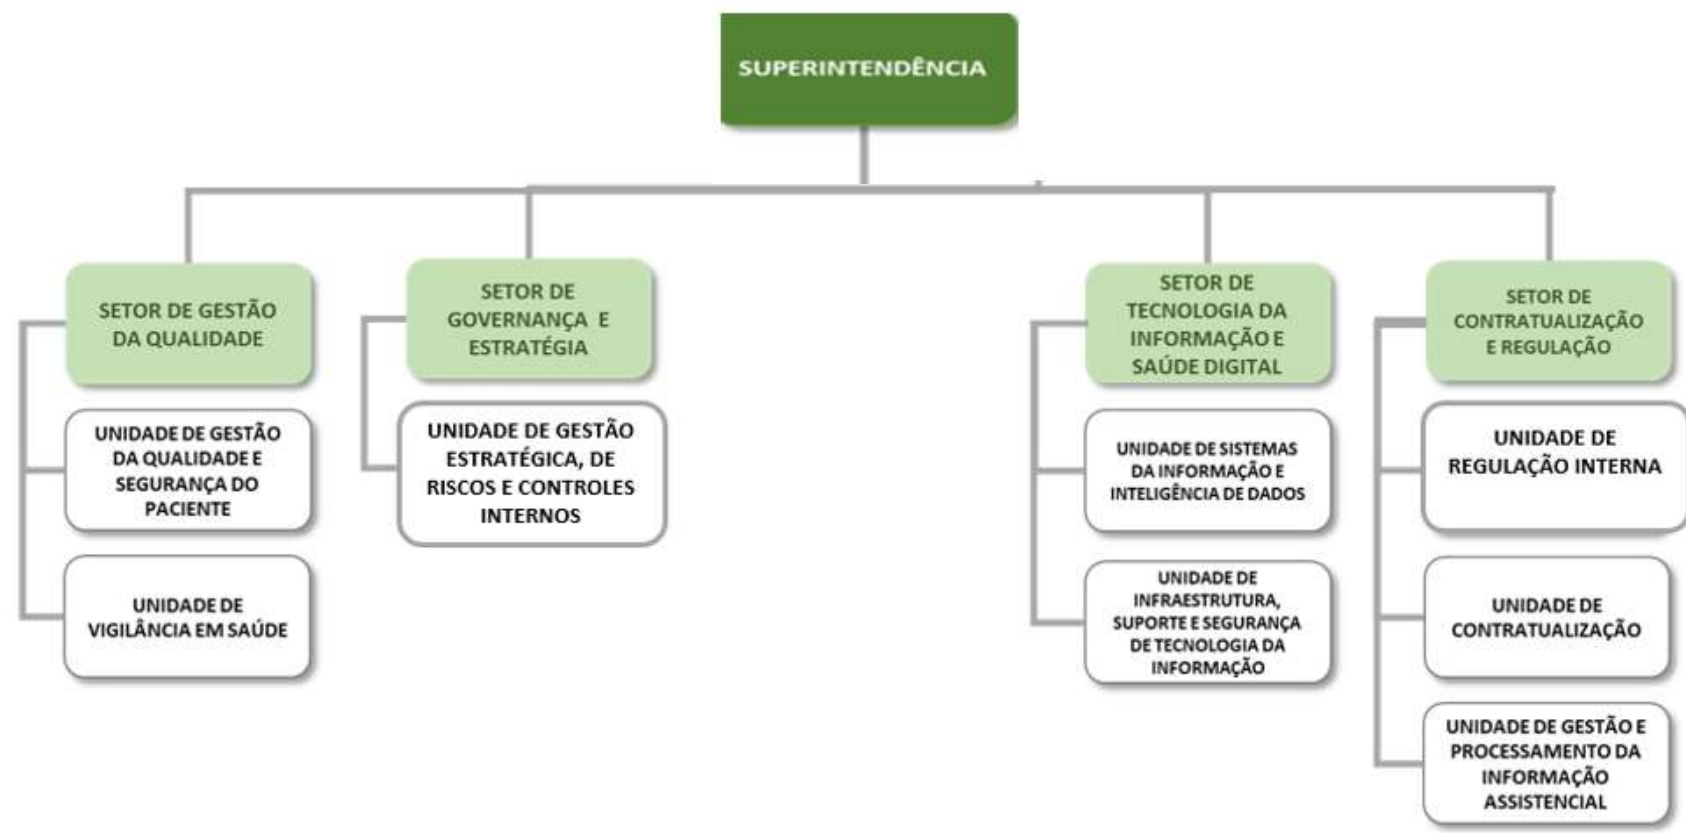 SUPERINTENDÊNCIA
SETOR DE GESTÃO
DA QUALIDADE
UNIDADE DE GESTÃO
DA QUALIDADE E
SEGURANÇA DO
PACIENTE
UNIDADE DE
VIGILÂNCIA EM SAÚDE
SETOR DE
GOVERNANÇA E
ESTRATÉGIA
UNIDADE DE GESTÃO
ESTRATÉGICA, DE
RISCOS E CONTROLES
INTERNOS
SETOR DE
TECNOLOGIA DA
INFORMAÇÃO E
SAÚDE DIGITAL
UNIDADE DE SISTEMAS
DA INFORMAÇÃO E
INTELIGÊNCIA DE DADOS
UNIDADE DE
INFRAESTRUTURA,
SUPORTE E SEGURANÇA
DE TECNOLOGIA DA
INFORMAÇÃO
SETOR DE
CONTRATUALIZAÇÃO
E REGULAÇÃO
UNIDADE DE
REGULAÇÃO INTERNA
UNIDADE DE
CONTRATUALIZAÇÃO
UNIDADE DE GESTÃO E
PROCESSAMENTO DA
INFORMAÇÃO
ASSISTENCIAL